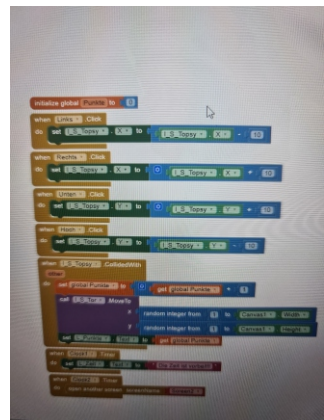 initialize global Punkte to 0
when Links .Click
do set I_S_Topsy . X to I_S_Topsy . X - 10
when Rechts .Click
do set I_S_Topsy . X to I_S_Topsy . X + 10
when Unten .Click
do set I_S_Topsy . Y to I_S_Topsy . Y + 10
when Hoch .Click
do set I_S_Topsy . Y to I_S_Topsy . Y - 10
when I_S_Topsy .CollidedWith
other
do set global Punkte to get global Punkte + 1
call .MoveTo
x random integer from 1 to Canvas1 . Width
y random integer from 1 to Canvas1 . Height
set . Text to get global Punkte
when .Timer
do set . Text to
when .Timer
do open another screen screenName